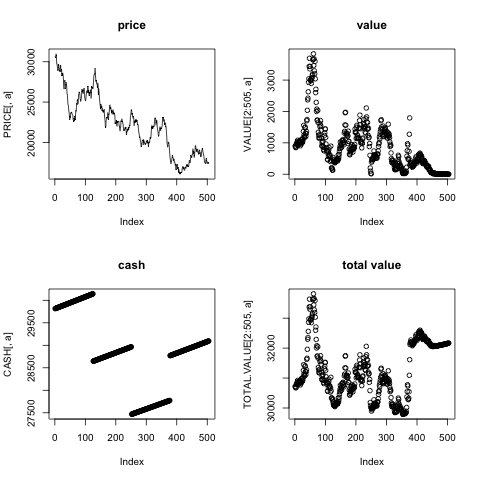 price
PRICE[, a]
20000 25000 30000
0 100 200 300 400 500
Index
value
VALUE[2:505, a]
0 1000 2000 3000
0 100 200 300 400 500
Index
cash
CASH[, a]
27500 28500 29500
0 100 200 300 400 500
Index
total value
TOTAL.VALUE[2:505, a]
30000 32000
0 100 200 300 400 500
Index